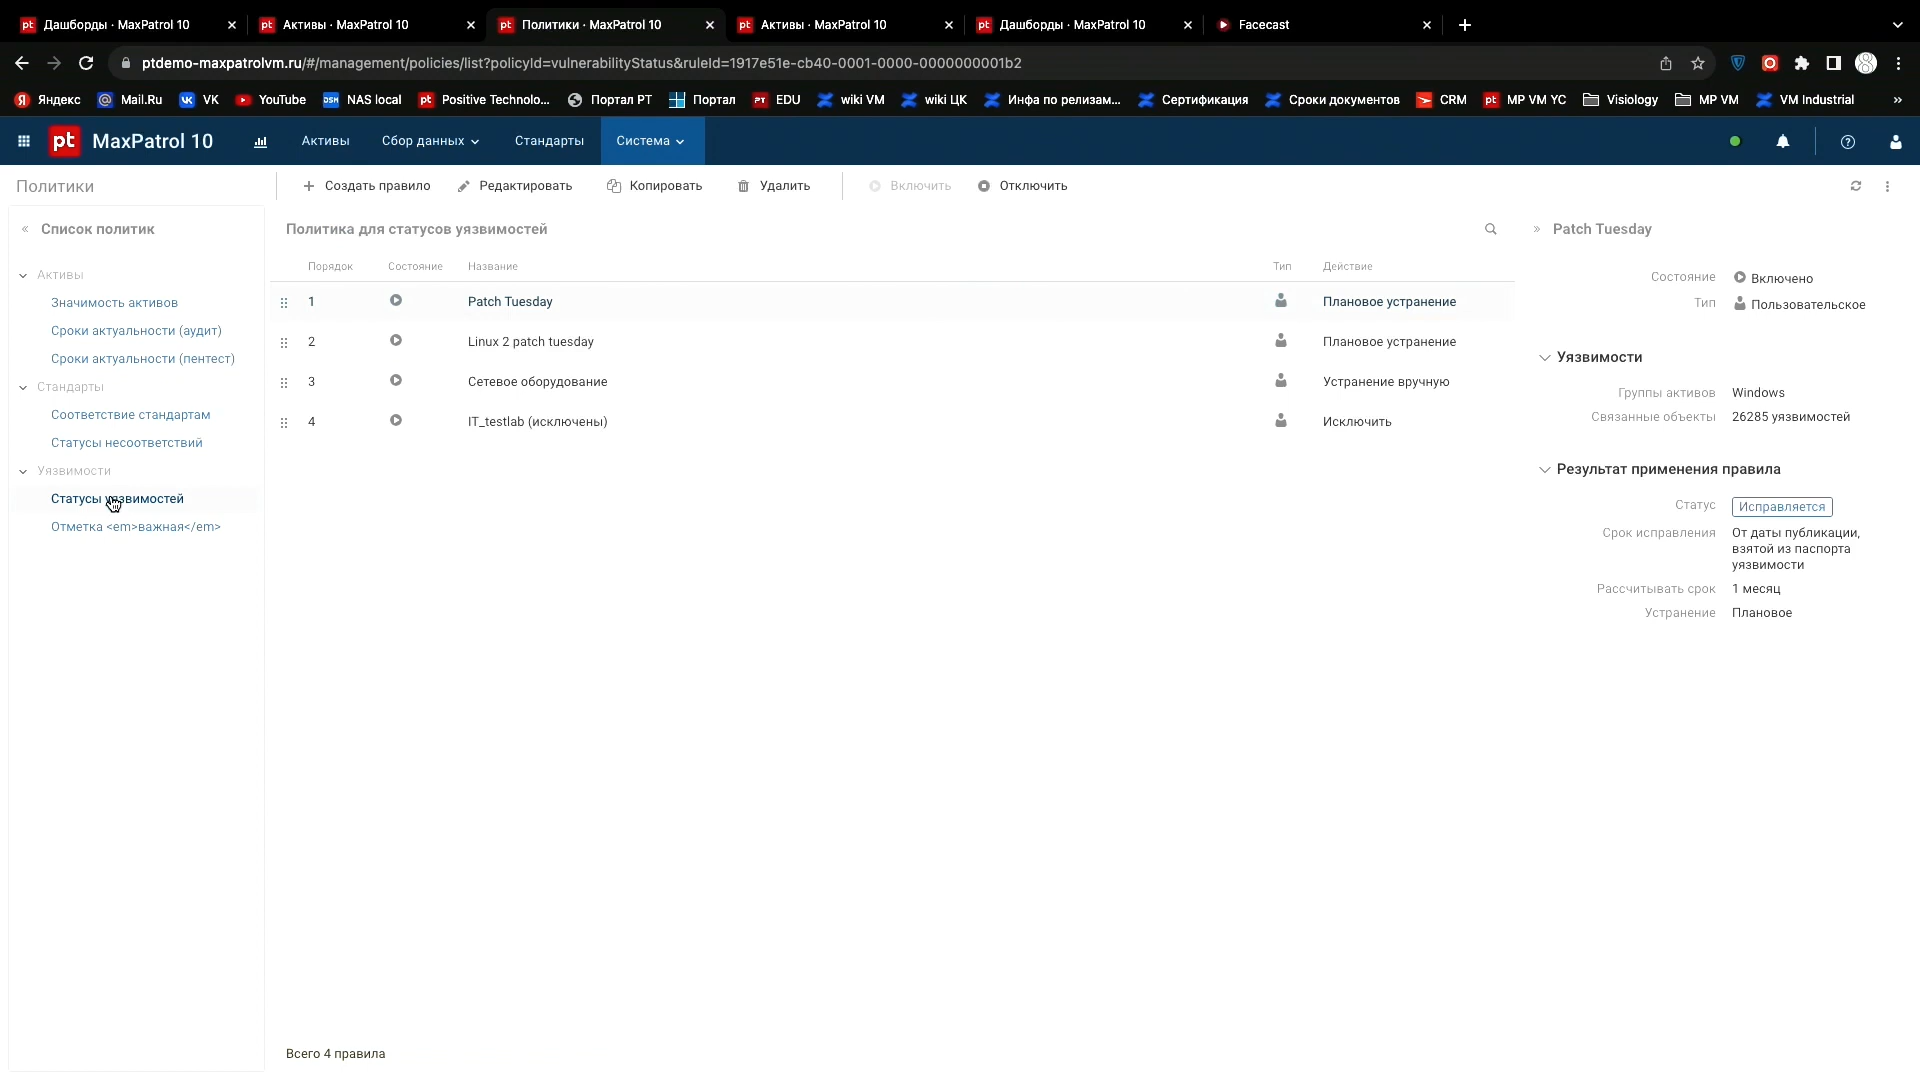 Дашборды · MaxPatrol 10
Активы · MaxPatrol 10
Политики · MaxPatrol 10
Активы · MaxPatrol 10
Дашборды · MaxPatrol 10
Facecast
ptdemo-maxpatrolvm.ru/#/management/policies/list?policyId=vulnerabilityStatus&ruleId=1917e51e-cb40-0001-0000-0000000001b2
Яндекс
Mail.Ru
VK
YouTube
NAS local
Positive Technolo...
Портал PT
Портал
EDU
wiki VM
wiki ЦК
Инфа по релизам...
Сертификация
Сроки документов
CRM
MP VM YC
Visiology
MP VM
VM Industrial
pt MaxPatrol 10
Активы
Сбор данных
Стандарты
Система
Политики
Создать правило
Редактировать
Копировать
Удалить
Включить
Отключить
Список политик
Активы
Значимость активов
Сроки актуальности (аудит)
Сроки актуальности (пентест)
Стандарты
Соответствие стандартам
Статусы несоответствий
Уязвимости
Статусы уязвимостей
Отметка <em>важная</em>
Политика для статусов уязвимостей
Порядок Состояние Название Тип Действие
1 Patch Tuesday Плановое устранение
2 Linux 2 patch tuesday Плановое устранение
3 Сетевое оборудование Устранение вручную
4 IT_testlab (исключены) Исключить
Всего 4 правила
Patch Tuesday
Состояние Включено
Тип Пользовательское
Уязвимости
Группы активов Windows
Связанные объекты 26285 уязвимостей
Результат применения правила
Статус Исправляется
Срок исправления От даты публикации,
взятой из паспорта
уязвимости
Рассчитывать срок 1 месяц
Устранение Плановое